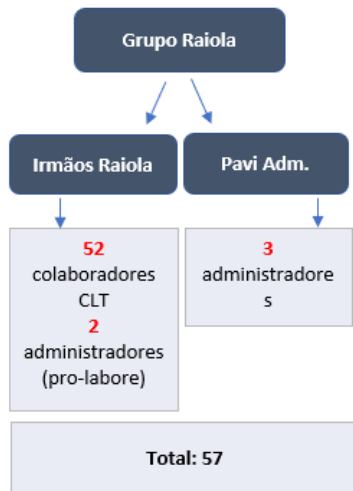 Grupo Raiola
Irmãos Raiola
Pavi Adm.
52
colaboradores
CLT
2
administradores
(pro-labore)
3
administradore
s
Total: 57